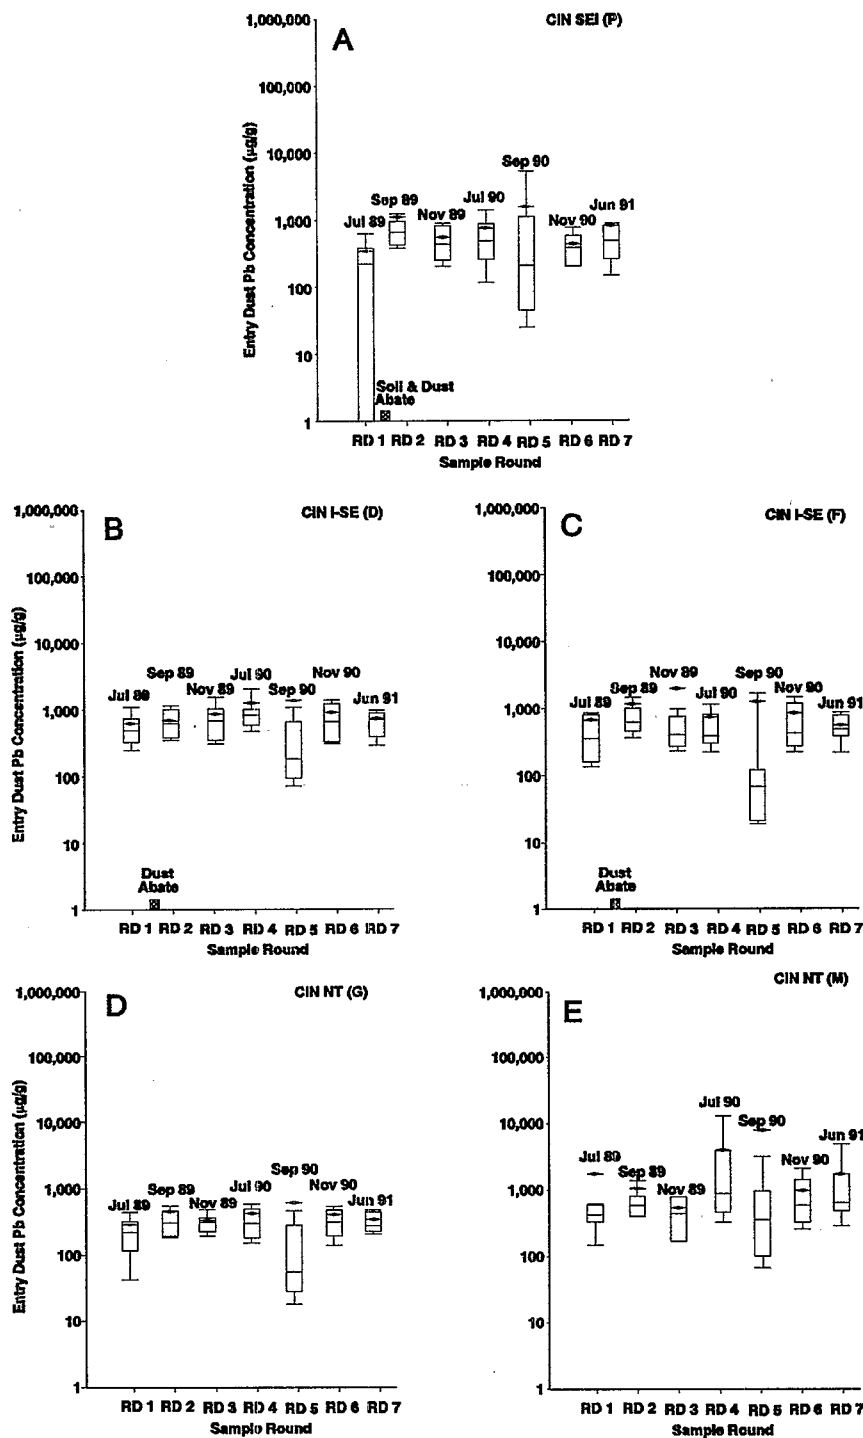 A
CIN SEI (P)
Entry Dust Pb Concentration (µg/g)
1,000,000
100,000
10,000
1,000
100
10
1
Jul 89
Sep 89
Nov 89
Jul 90
Sep 90
Nov 90
Jun 91
Soil & Dust
Abate
RD 1 RD 2 RD 3 RD 4 RD 5 RD 6 RD 7
Sample Round
B
CIN I-SE (D)
Entry Dust Pb Concentration (µg/g)
1,000,000
100,000
10,000
1,000
100
10
1
Jul 89
Sep 89
Nov 89
Jul 90
Sep 90
Nov 90
Jun 91
Dust
Abate
RD 1 RD 2 RD 3 RD 4 RD 5 RD 6 RD 7
Sample Round
C
CIN I-SE (F)
1,000,000
100,000
10,000
1,000
100
10
1
Jul 89
Sep 89
Nov 89
Jul 90
Sep 90
Nov 90
Jun 91
Dust
Abate
RD 1 RD 2 RD 3 RD 4 RD 5 RD 6 RD 7
Sample Round
D
CIN NT (G)
Entry Dust Pb Concentration (µg/g)
1,000,000
100,000
10,000
1,000
100
10
1
Jul 89
Sep 89
Nov 89
Jul 90
Sep 90
Nov 90
Jun 91
RD 1 RD 2 RD 3 RD 4 RD 5 RD 6 RD 7
Sample Round
E
CIN NT (M)
1,000,000
100,000
10,000
1,000
100
10
1
Jul 89
Sep 89
Nov 89
Jul 90
Sep 90
Nov 90
Jun 91
RD 1 RD 2 RD 3 RD 4 RD 5 RD 6 RD 7
Sample Round